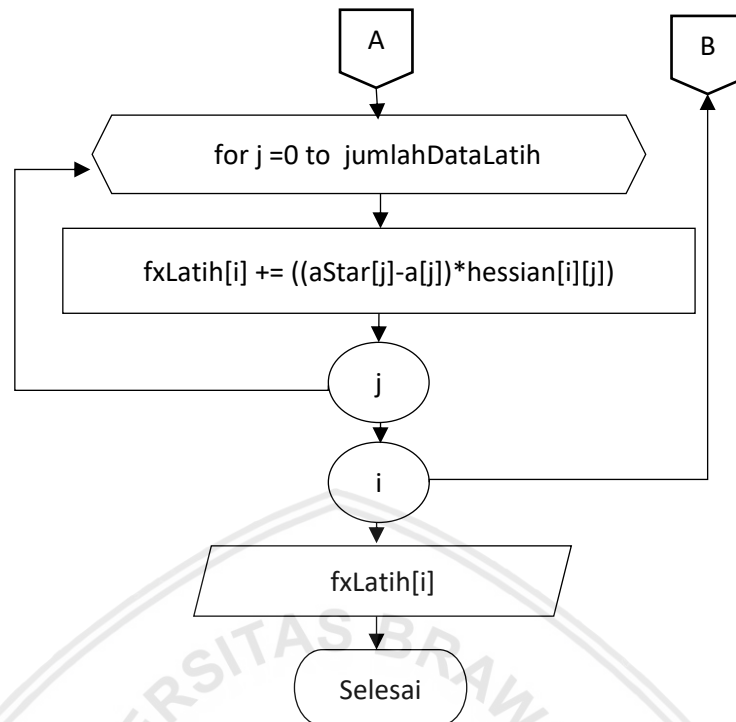 A
B
for j =0 to jumlahDataLatih
fxLatih[i] += ((aStar[j]-a[j])*hessian[i][j])
j
i
fxLatih[i]
Selesai